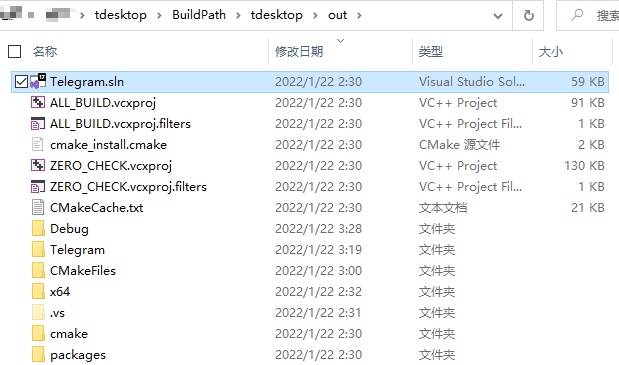 tdesktop > BuildPath > tdesktop > out > 搜索
名称 修改日期 类型 大小
Telegram.sln 2022/1/22 2:30 Visual Studio Sol... 59 KB
ALL_BUILD.vcxproj 2022/1/22 2:30 VC++ Project 91 KB
ALL_BUILD.vcxproj.filters 2022/1/22 2:30 VC++ Project Fil... 1 KB
cmake_install.cmake 2022/1/22 2:30 CMake 源文件 2 KB
ZERO_CHECK.vcxproj 2022/1/22 2:30 VC++ Project 130 KB
ZERO_CHECK.vcxproj.filters 2022/1/22 2:30 VC++ Project Fil... 1 KB
CMakeCache.txt 2022/1/22 2:30 文本文档 21 KB
Debug 2022/1/22 3:28 文件夹
Telegram 2022/1/22 3:19 文件夹
CMakeFiles 2022/1/22 3:00 文件夹
x64 2022/1/22 2:32 文件夹
.vs 2022/1/22 2:31 文件夹
cmake 2022/1/22 2:30 文件夹
packages 2022/1/22 2:30 文件夹